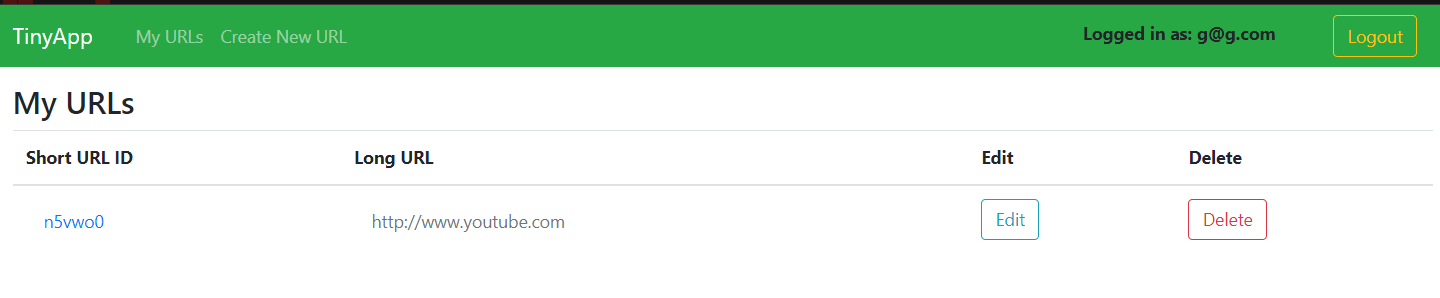 TinyApp My URLs Create New URL Logged in as: g@g.com Logout
My URLs
Short URL ID Long URL Edit Delete
n5vwo0 http://www.youtube.com Edit Delete